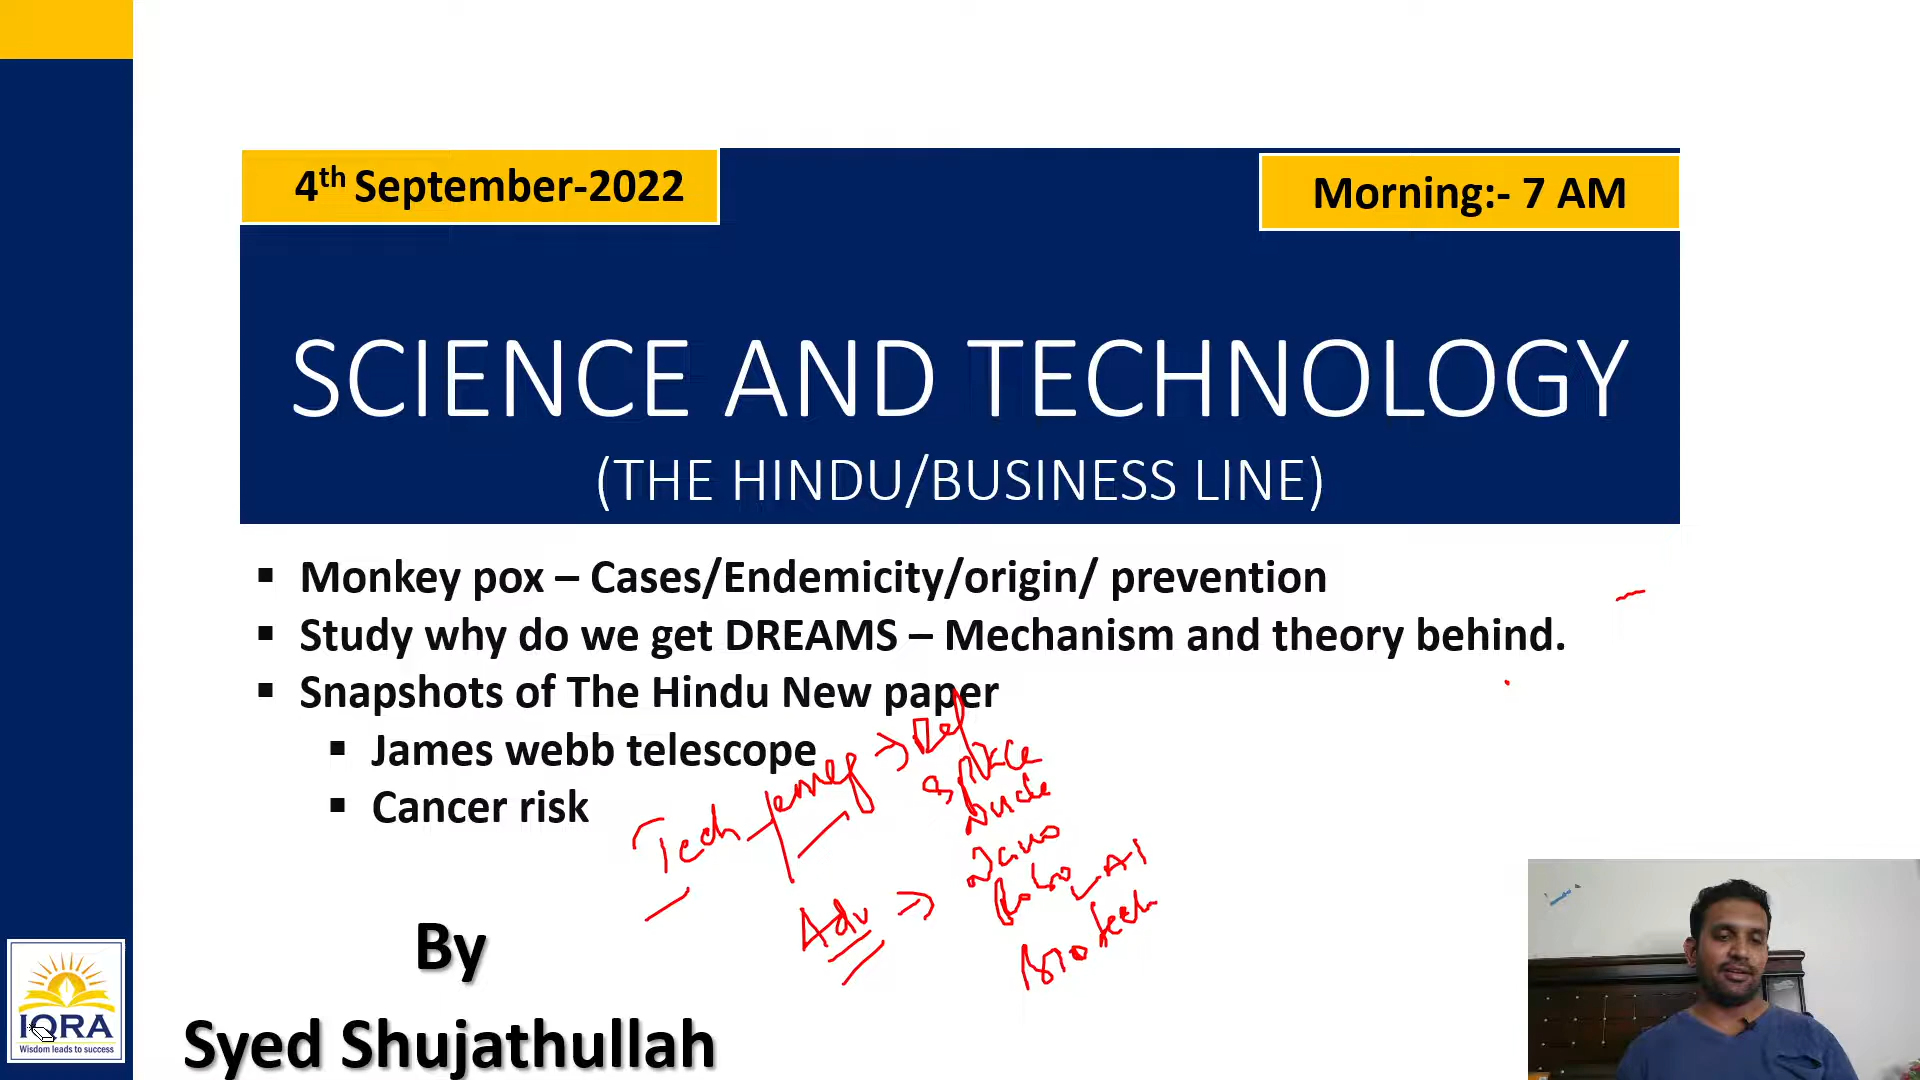 4th September-2022
Morning:- 7 AM
SCIENCE AND TECHNOLOGY
(THE HINDU/BUSINESS LINE)
▪ Monkey pox – Cases/Endemicity/origin/ prevention
▪ Study why do we get DREAMS – Mechanism and theory behind.
▪ Snapshots of The Hindu New paper
▪ James webb telescope
▪ Cancer risk
Tech
Adv
AI
Biotech
By
Syed Shujathullah
IQRA
Wisdom leads to success